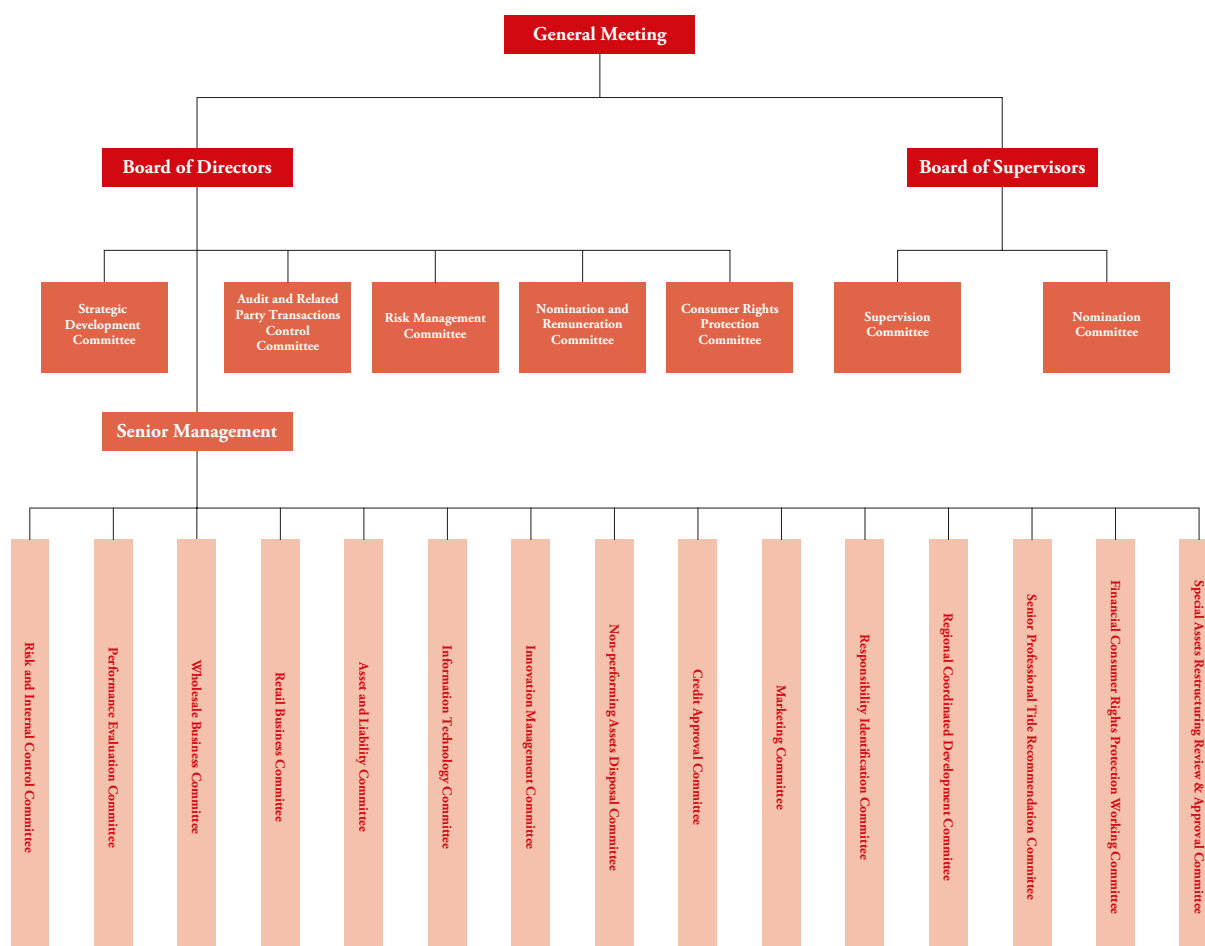 General Meeting
Board of Directors
Board of Supervisors
Strategic
Development
Committee
Audit and Related
Party Transactions
Control
Committee
Risk Management
Committee
Nomination and
Remuneration
Committee
Consumer Rights
Protection
Committee
Supervision
Committee
Nomination
Committee
Senior Management
Risk and Internal Control Committee
Performance Evaluation Committee
Wholesale Business Committee
Retail Business Committee
Asset and Liability Committee
Information Technology Committee
Innovation Management Committee
Non-performing Assets Disposal Committee
Credit Approval Committee
Marketing Committee
Responsibility Identification Committee
Regional Coordinated Development Committee
Senior Professional Title Recommendation Committee
Financial Consumer Rights Protection Working Committee
Special Assets Restructuring Review & Approval Committee